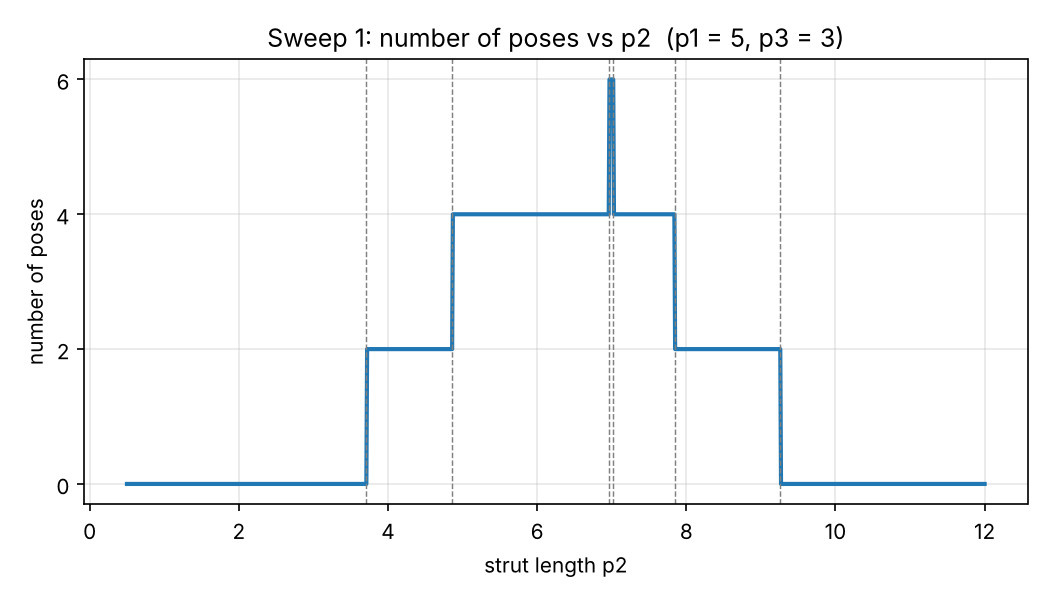 Sweep 1: number of poses vs p2  (p1 = 5, p3 = 3)
number of poses
6
4
2
0
0 2 4 6 8 10 12
strut length p2